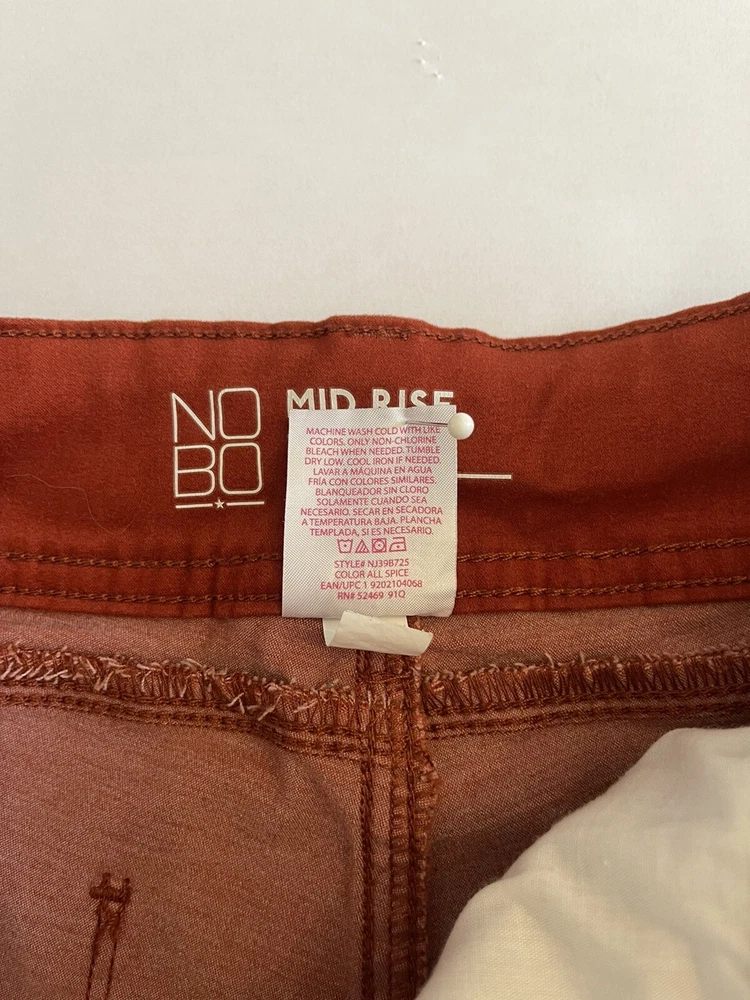 NO
BO
MID RISE
MACHINE WASH COLD WITH LIKE
COLORS. ONLY NON-CHLORINE
BLEACH WHEN NEEDED. TUMBLE
DRY LOW. COOL IRON IF NEEDED.
LAVAR A MÁQUINA EN AGUA
FRÍA CON COLORES SIMILARES.
BLANQUEADOR SIN CLORO
SOLAMENTE CUANDO SEA
NECESARIO. SECAR EN SECADORA
A TEMPERATURA BAJA. PLANCHA
TEMPLADA, SI ES NECESARIO.
STYLE# NJ39B725
COLOR ALL SPICE
EAN/UPC 1 9202104068
RN# 52469 91Q